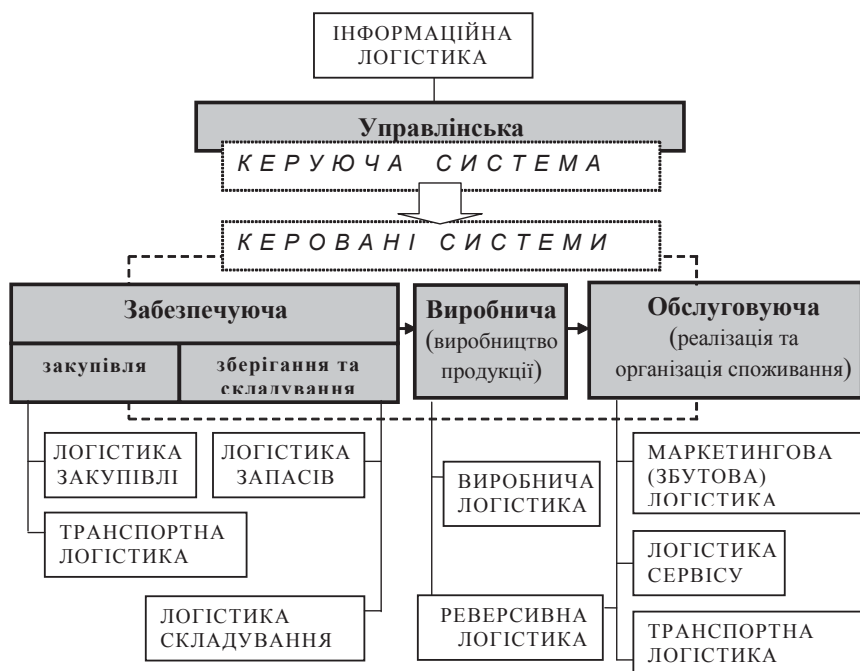 ІНФОРМАЦІЙНА
ЛОГІСТИКА
Управлінська
КЕРУЮЧА СИСТЕМА
КЕРОВАНІ СИСТЕМИ
Забезпечуюча
закупівля
зберігання та
складування
Виробнича
(виробництво
продукції)
Обслуговуюча
(реалізація та
організація споживання)
ЛОГІСТИКА
ЗАКУПІВЛІ
ТРАНСПОРТНА
ЛОГІСТИКА
ЛОГІСТИКА
ЗАПАСІВ
ЛОГІСТИКА
СКЛАДУВАННЯ
ВИРОБНИЧА
ЛОГІСТИКА
РЕВЕРСИВНА
ЛОГІСТИКА
МАРКЕТИНГОВА
(ЗБУТОВА)
ЛОГІСТИКА
ЛОГІСТИКА
СЕРВІСУ
ТРАНСПОРТНА
ЛОГІСТИКА